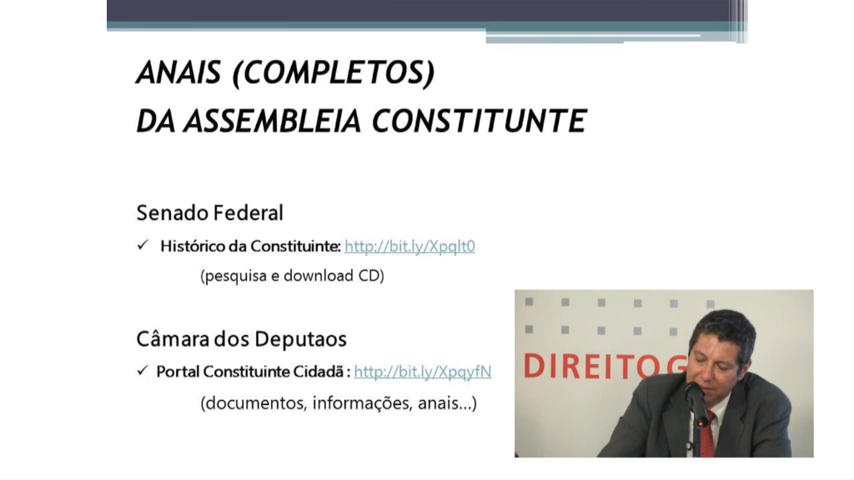 ANAIS (COMPLETOS)
DA ASSEMBLEIA CONSTITUNTE
Senado Federal
✓ Histórico da Constituinte: http://bit.ly/Xpqlt0
(pesquisa e download CD)
Câmara dos Deputaos
✓ Portal Constituinte Cidadã : http://bit.ly/XpqyfN
(documentos, informações, anais...)
DIREITO G